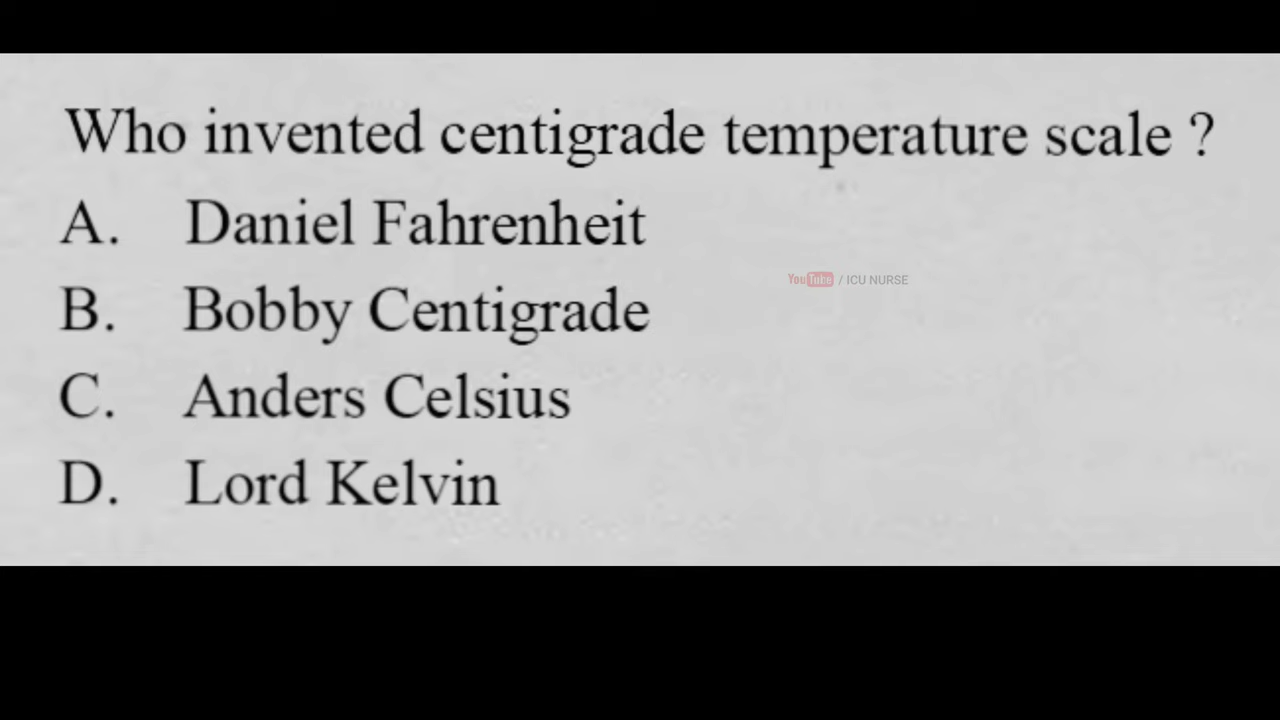 Who invented centigrade temperature scale ?
A. Daniel Fahrenheit
YouTube / ICU NURSE
B. Bobby Centigrade
C. Anders Celsius
D. Lord Kelvin